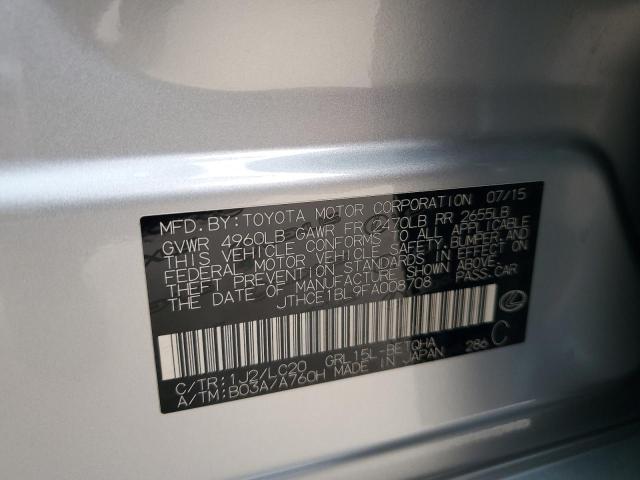 MFD. BY: TOYOTA MOTOR CORPORATION 07/15
GVWR 4960LB GAWR FR 2470LB RR 2655LB
THIS VEHICLE CONFORMS TO ALL APPLICABLE
FEDERAL MOTOR VEHICLE SAFETY, BUMPER AND
THEFT PREVENTION STANDARDS IN EFFECT ON
THE DATE OF MANUFACTURE SHOWN ABOVE.
JTHCE1BL9FA008708 PASS-CAR
C/TR: 1J2/LC20 GRL15L-BETQHA 286 C
A/TM: B03A/A760H MADE IN JAPAN